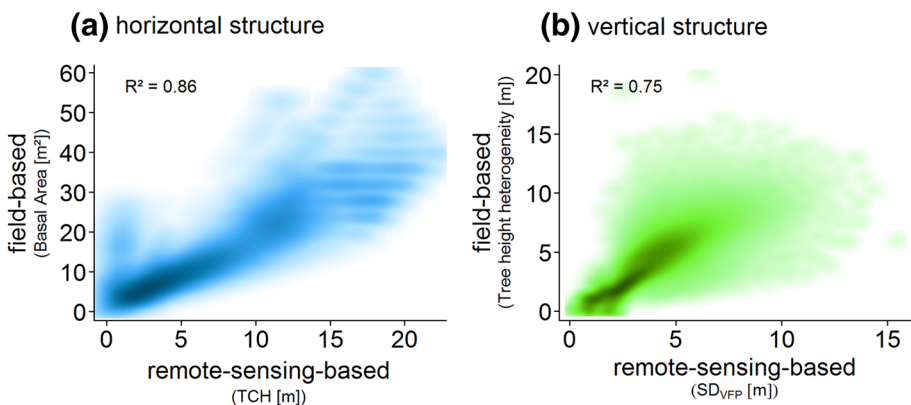 (a) horizontal structure
R² = 0.86
field-based
(Basal Area [m²])
60
50
40
30
20
10
0
0 5 10 15 20
remote-sensing-based
(TCH [m])
(b) vertical structure
R² = 0.75
field-based
(Tree height heterogeneity [m])
20
15
10
5
0
0 5 10 15
remote-sensing-based
(SDVFP [m])